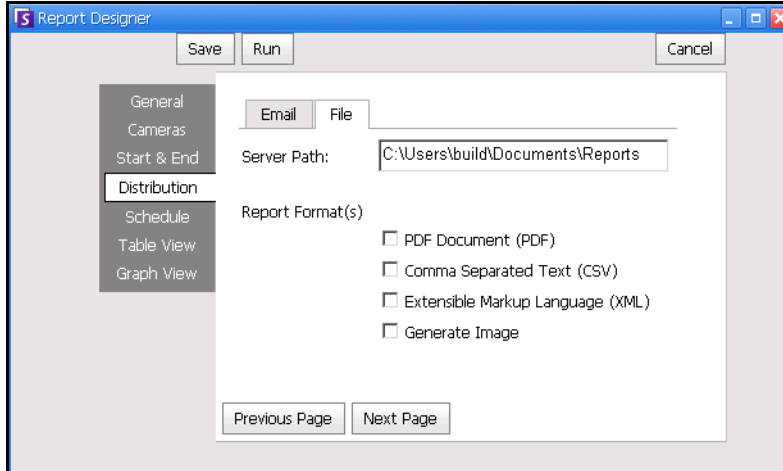 Report Designer
Save Run Cancel
General
Cameras
Start & End
Distribution
Schedule
Table View
Graph View
Email File
Server Path: C:\Users\build\Documents\Reports
Report Format(s)
PDF Document (PDF)
Comma Separated Text (CSV)
Extensible Markup Language (XML)
Generate Image
Previous Page Next Page